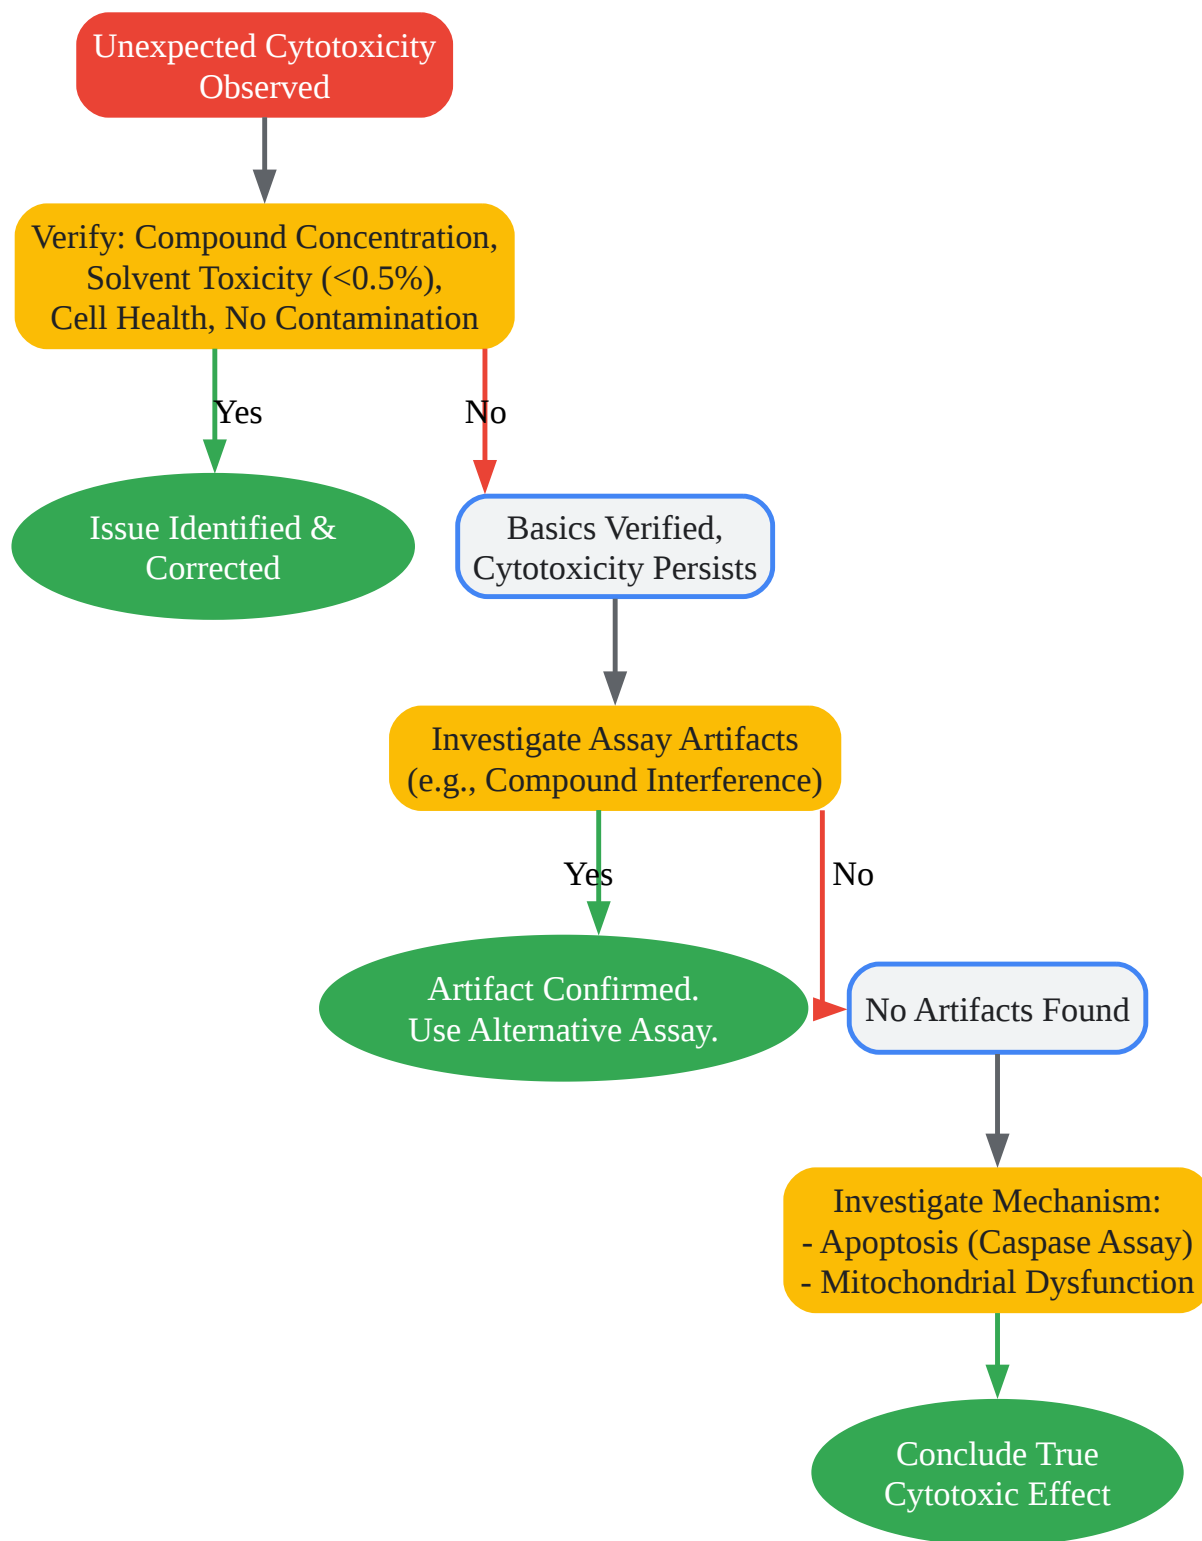 Unexpected Cytotoxicity
Observed
Verify: Compound Concentration,
Solvent Toxicity (<0.5%),
Cell Health, No Contamination
Yes
No
Issue Identified &
Corrected
Basics Verified,
Cytotoxicity Persists
Investigate Assay Artifacts
(e.g., Compound Interference)
Yes
No
Artifact Confirmed.
Use Alternative Assay.
No Artifacts Found
Investigate Mechanism:
- Apoptosis (Caspase Assay)
- Mitochondrial Dysfunction
Conclude True
Cytotoxic Effect